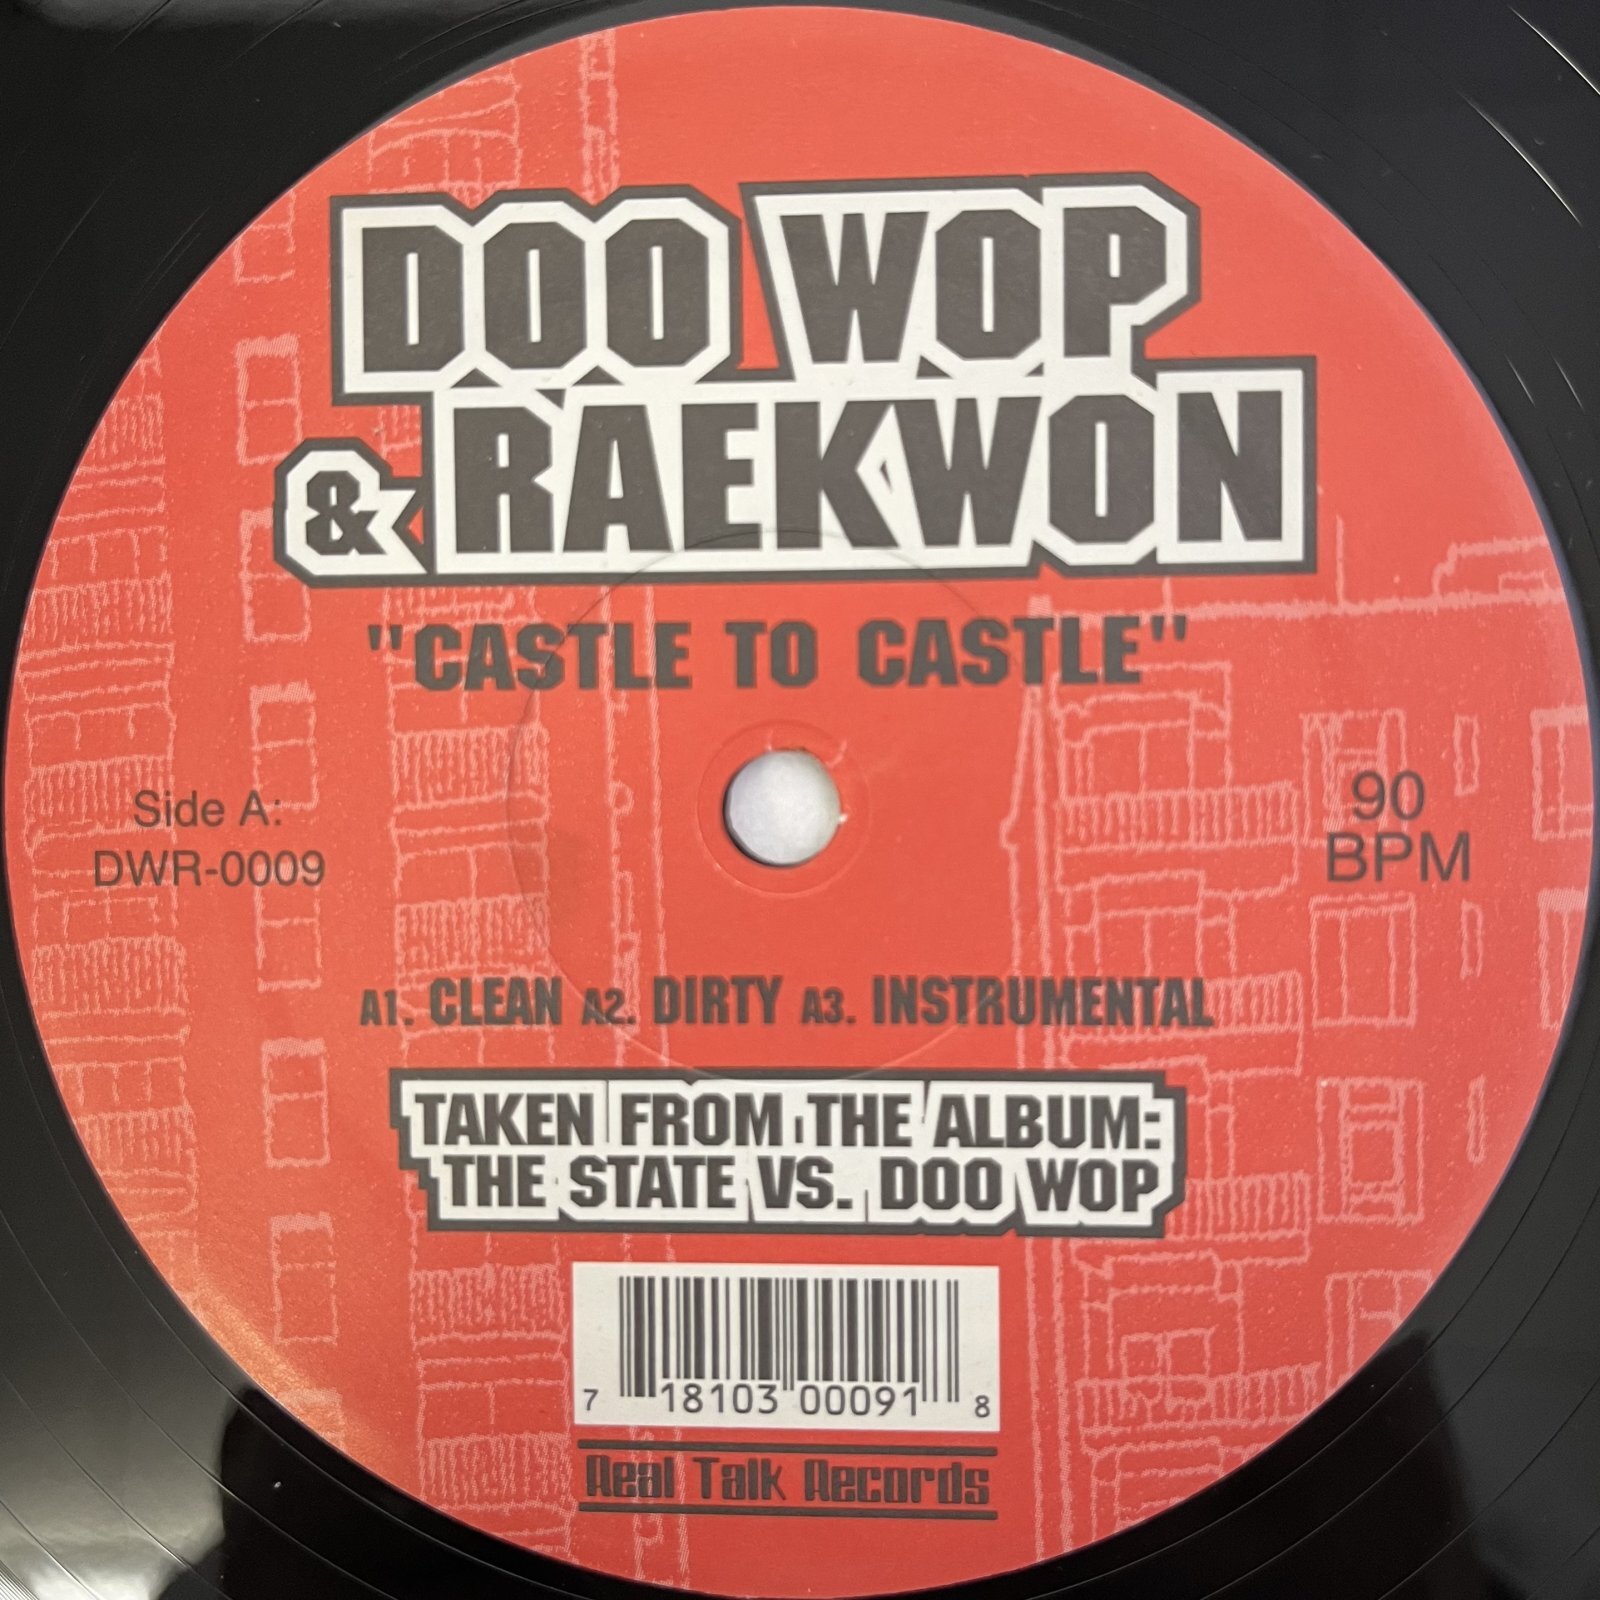 DOO WOP
& RAEKWON
"CASTLE TO CASTLE"
Side A:
DWR-0009
90
BPM
A1. CLEAN A2. DIRTY A3. INSTRUMENTAL
TAKEN FROM THE ALBUM:
THE STATE VS. DOO WOP
7 18103 00091 8
Real Talk Records